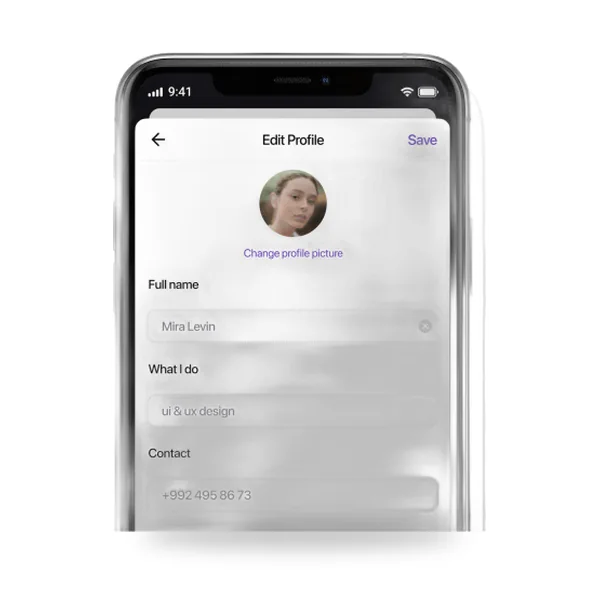 9:41
Edit Profile
Save
Change profile picture
Full name
Mira Levin
What I do
ui & ux design
Contact
+992 495 86 73